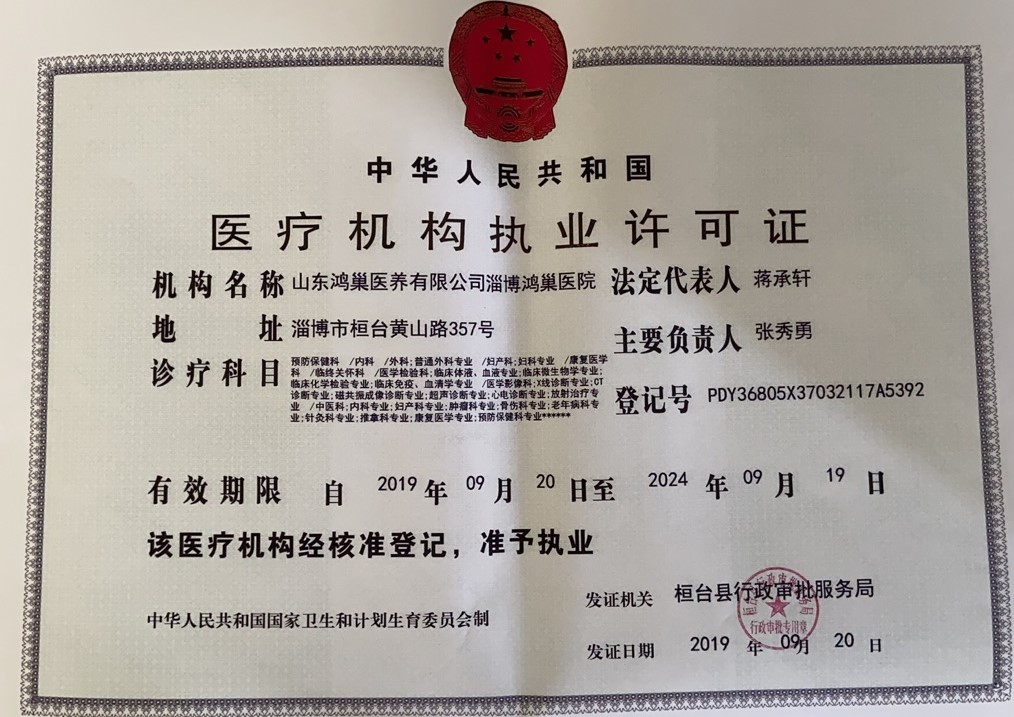 中华人民共和国
医疗机构执业许可证
机构名称 山东鸿巢医养有限公司淄博鸿巢医院
法定代表人 蒋承轩
地址 淄博市桓台黄山路357号
主要负责人 张秀勇
诊疗科目 预防保健科 /内科 /外科;普通外科专业 /妇产科;妇科专业 /康复医学
科 /临终关怀科 /医学检验科;临床体液、血液专业;临床微生物学专业;
临床化学检验专业;临床免疫、血清学专业 /医学影像科;X线诊断专业;CT
诊断专业;磁共振成像诊断专业;超声诊断专业;心电诊断专业;放射治疗专
业 /中医科;内科专业;妇产科专业;肿瘤科专业;骨伤科专业;老年病科专
业;针灸科专业;推拿科专业;康复医学专业;预防保健科专业******
登记号 PDY36805X37032117A5392
有效期限 自 2019 年 09 月 20 日至 2024 年 09 月 19 日
该医疗机构经核准登记，准予执业
发证机关 桓台县行政审批服务局
行政审批专用章
中华人民共和国国家卫生和计划生育委员会制
发证日期 2019 年 09 月 20 日